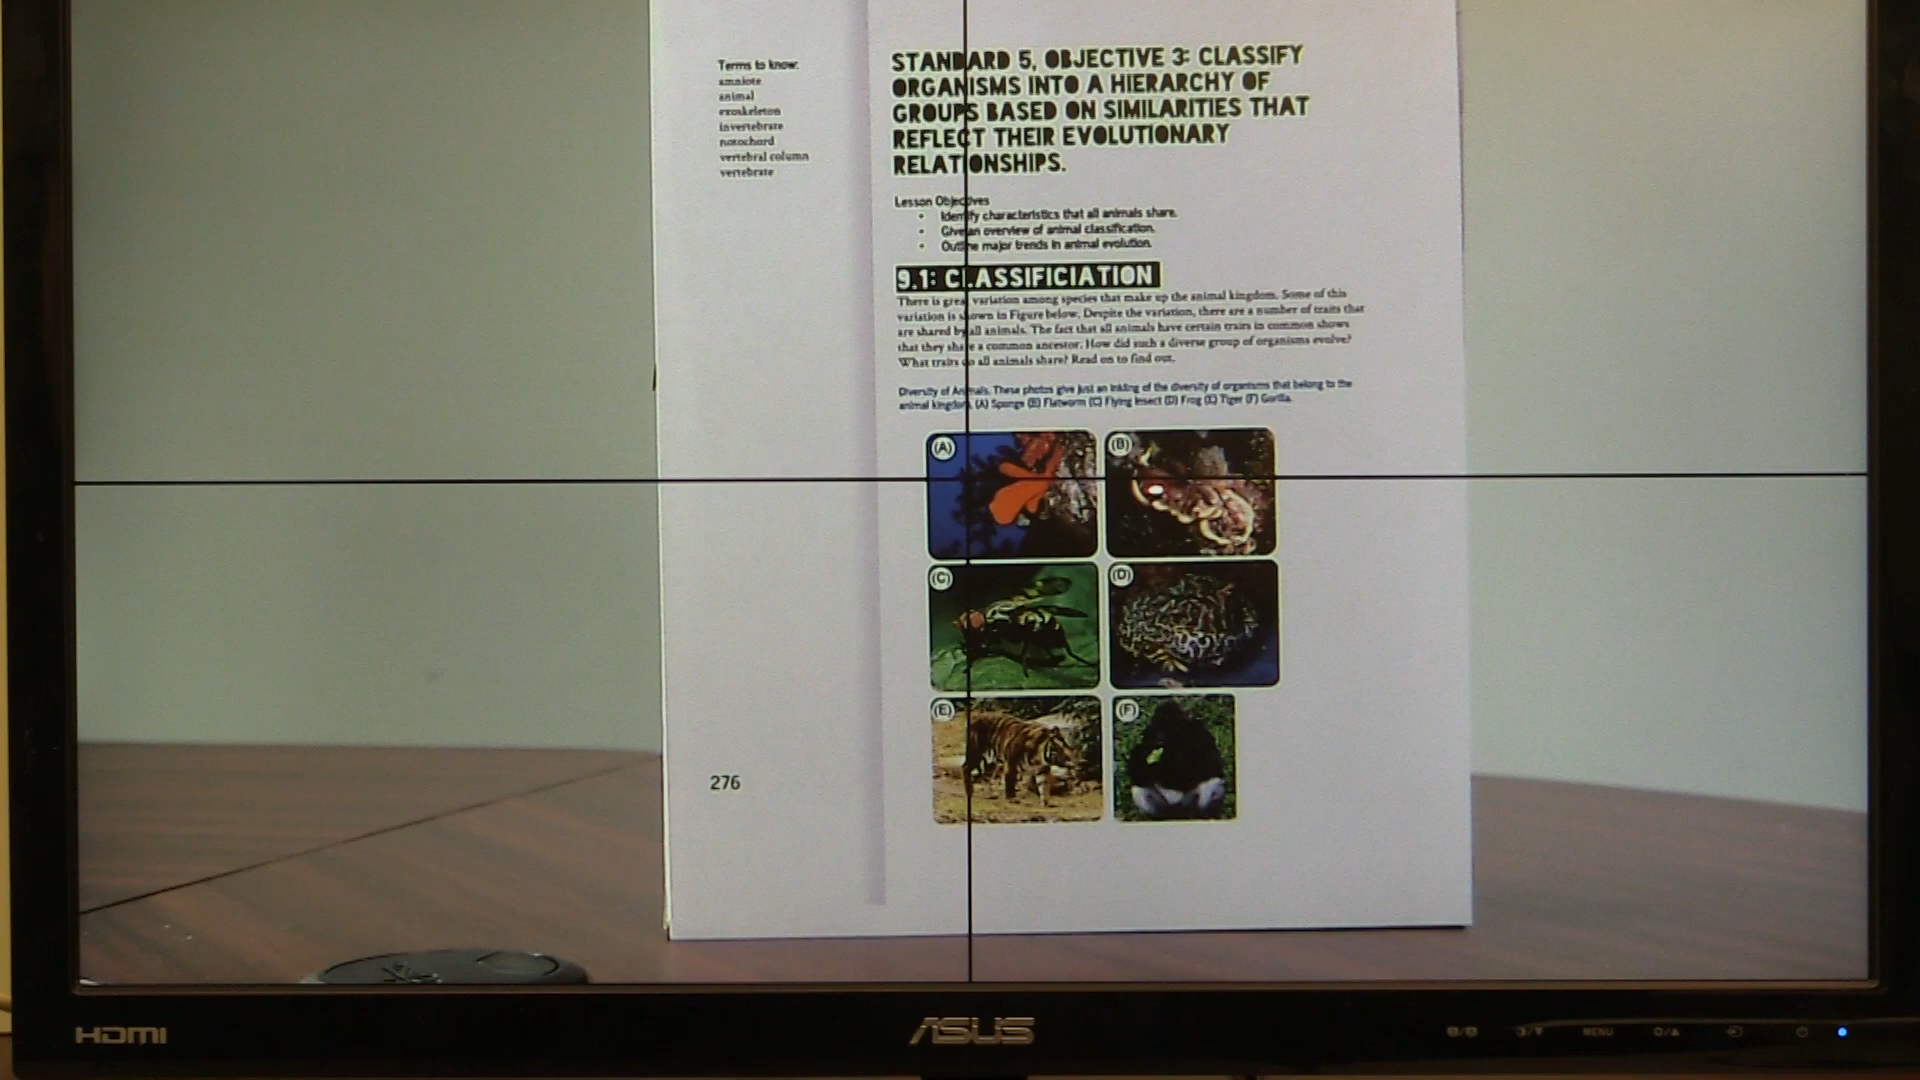 Terms to know:
amniote
animal
exoskeleton
invertebrate
notochord
vertebral column
vertebrate
STANDARD 5, OBJECTIVE 3: CLASSIFY
ORGANISMS INTO A HIERARCHY OF
GROUPS BASED ON SIMILARITIES THAT
REFLECT THEIR EVOLUTIONARY
RELATIONSHIPS.
Lesson Objectives
• Identify characteristics that all animals share.
• Give an overview of animal classification.
• Outline major trends in animal evolution.
9.1: CLASSIFICIATION
There is great variation among species that make up the animal kingdom. Some of this
variation is shown in Figure below. Despite the variation, there are a number of traits that
are shared by all animals. The fact that all animals have certain traits in common shows
that they share a common ancestor. How did such a diverse group of organisms evolve?
What traits do all animals share? Read on to find out.
Diversity of Animals. These photos give just an inkling of the diversity of organisms that belong to the
animal kingdom. (A) Sponge (B) Flatworm (C) Flying Insect (D) Frog (E) Tiger (F) Gorilla.
(A) (B)
(C) (D)
(E) (F)
276
HDMI ASUS MENU